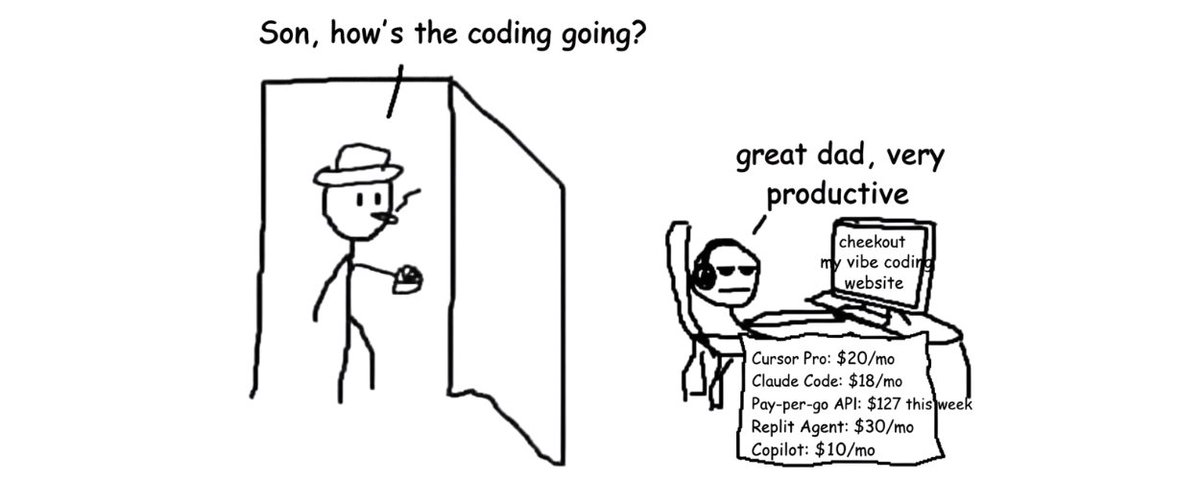 Son, how's the coding going?
great dad, very
productive
cheekout
my vibe coding
website
Cursor Pro: $20/mo
Claude Code: $18/mo
Pay-per-go API: $127 this week
Replit Agent: $30/mo
Copilot: $10/mo